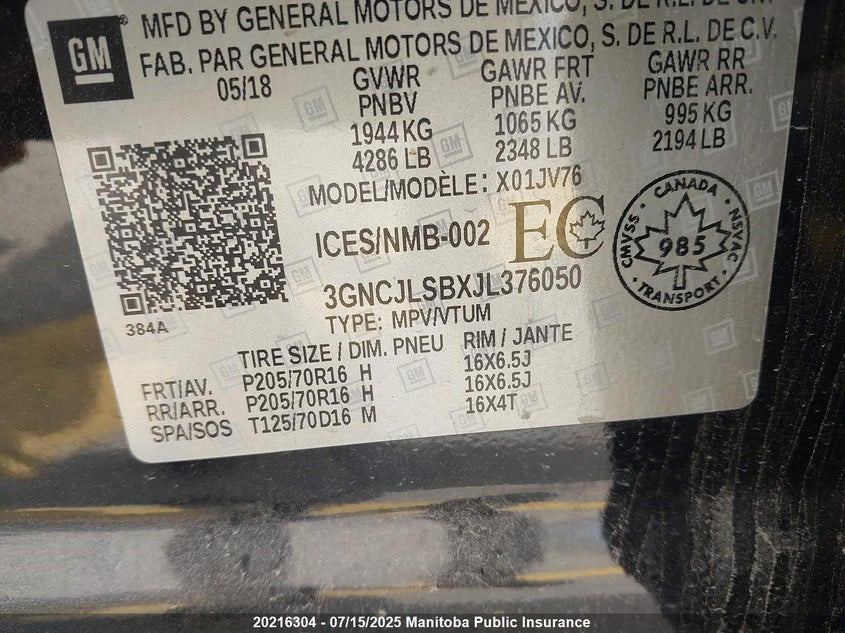 GM
MFD BY GENERAL MOTORS DE MEXICO, S. DE R.L. DE C.V.
FAB. PAR GENERAL MOTORS DE MEXICO, S. DE R.L. DE C.V.
05/18 GVWR GAWR FRT GAWR RR
PNBV PNBE AV. PNBE ARR.
1944 KG 1065 KG 995 KG
4286 LB 2348 LB 2194 LB
MODEL/MODÈLE: X01JV76
ICES/NMB-002 EC
CANADA
CMVSS 985 NSVAC
TRANSPORT
3GNCJLSBXJL376050
384A
TYPE: MPV/VTUM
TIRE SIZE / DIM. PNEU RIM / JANTE
FRT/AV. P205/70R16 H 16X6.5J
RR/ARR. P205/70R16 H 16X6.5J
SPA/SOS T125/70D16 M 16X4T
20216304 - 07/15/2025 Manitoba Public Insurance